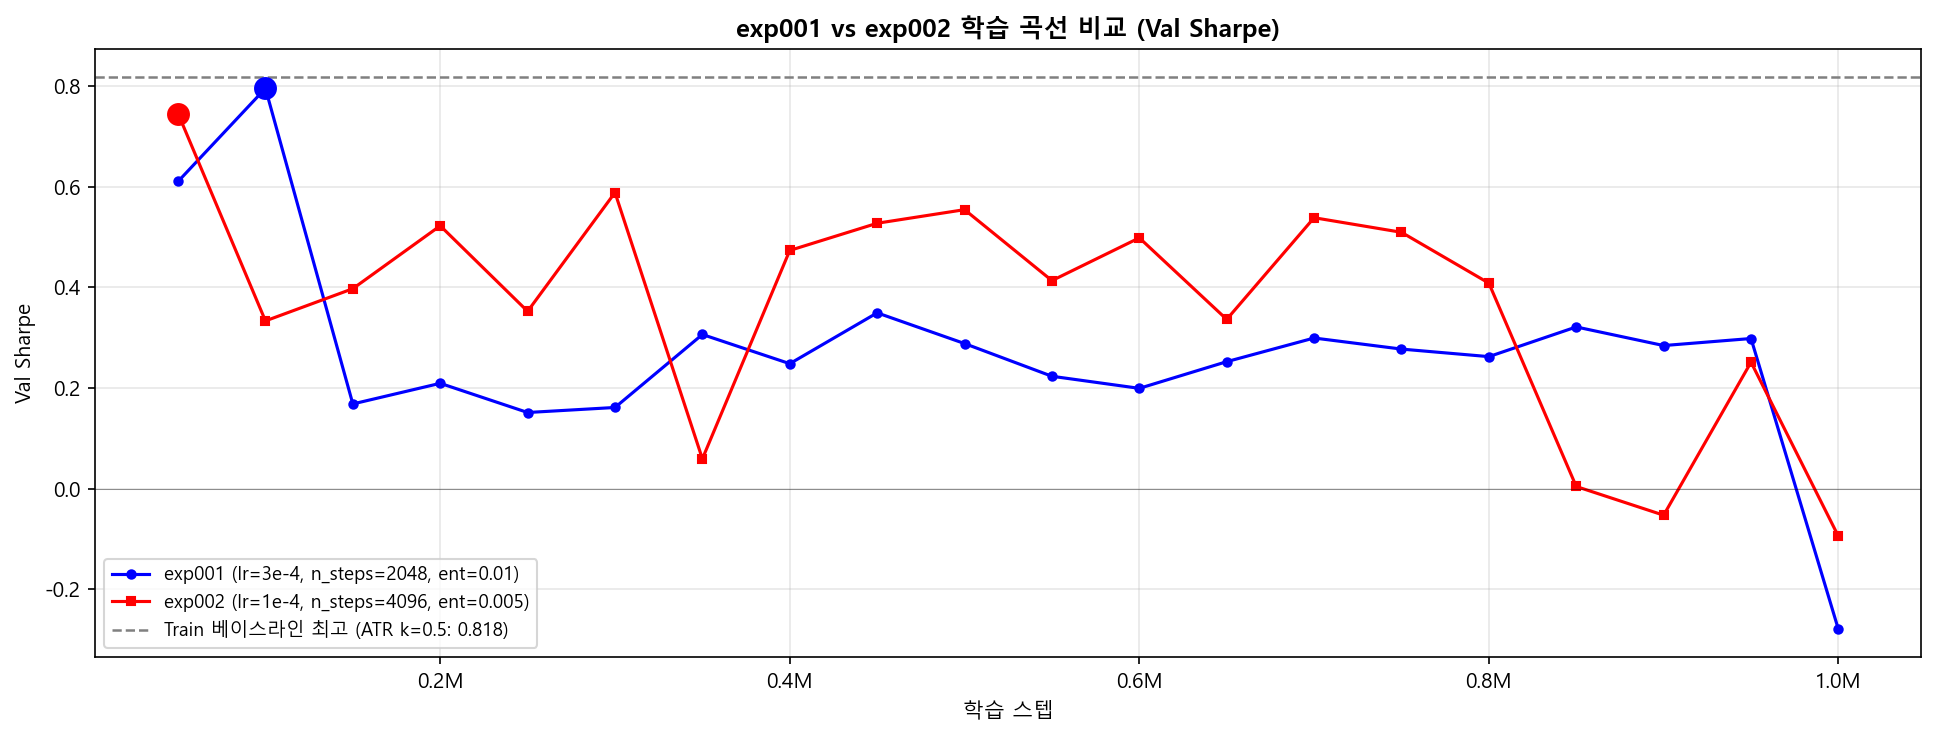 exp001 vs exp002 학습 곡선 비교 (Val Sharpe)
Val Sharpe
0.8
0.6
0.4
0.2
0.0
-0.2
exp001 (lr=3e-4, n_steps=2048, ent=0.01)
exp002 (lr=1e-4, n_steps=4096, ent=0.005)
Train 베이스라인 최고 (ATR k=0.5: 0.818)
0.2M 0.4M 0.6M 0.8M 1.0M
학습 스텝